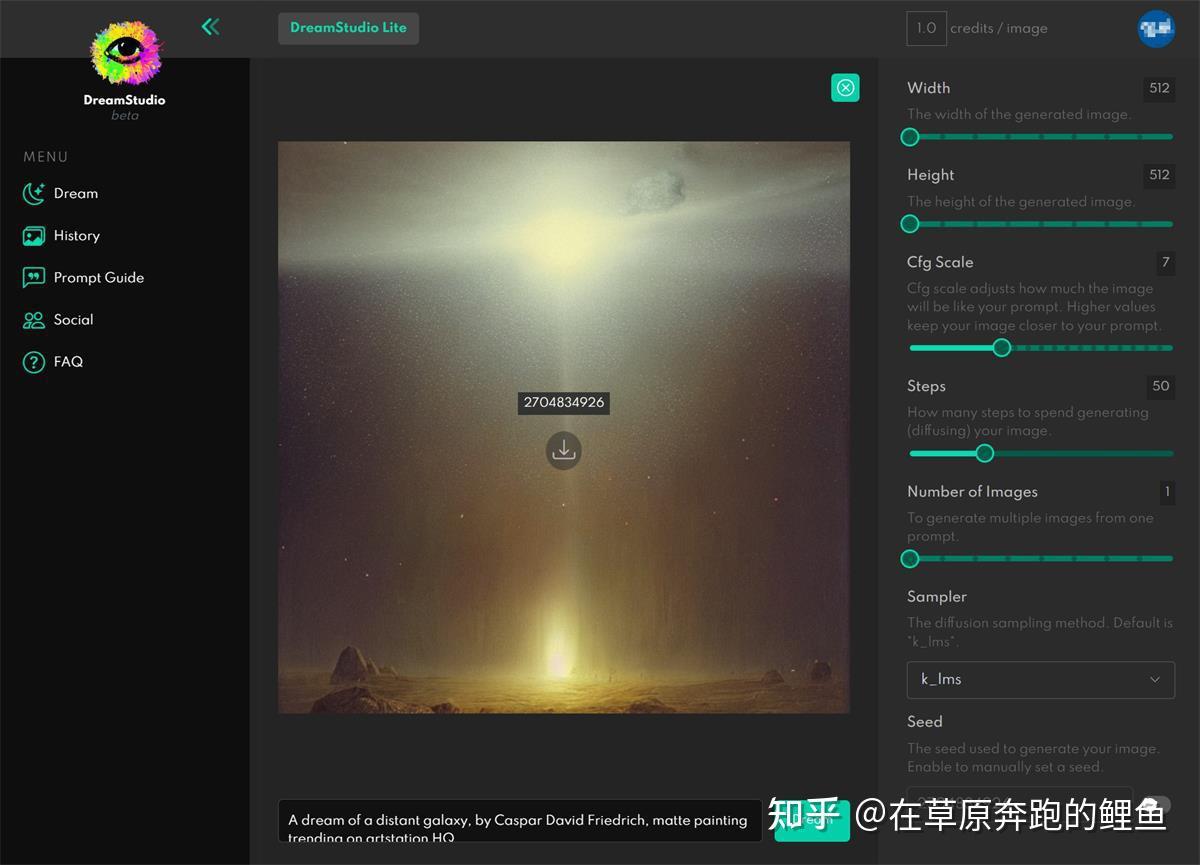 DreamStudio Lite
1.0 credits / image
DreamStudio
beta
MENU
Dream
History
Prompt Guide
Social
FAQ
2704834926
A dream of a distant galaxy, by Caspar David Friedrich, matte painting
trending on artstation HQ
Dream
Width 512
The width of the generated image.
Height 512
The height of the generated image.
Cfg Scale 7
Cfg scale adjusts how much the image
will be like your prompt. Higher values
keep your image closer to your prompt.
Steps 50
How many steps to spend generating
(diffusing) your image.
Number of Images 1
To generate multiple images from one
prompt.
Sampler
The diffusion sampling method. Default is
"k_lms".
k_lms
Seed
The seed used to generate your image.
Enable to manually set a seed.
知乎 @在草原奔跑的鲤鱼